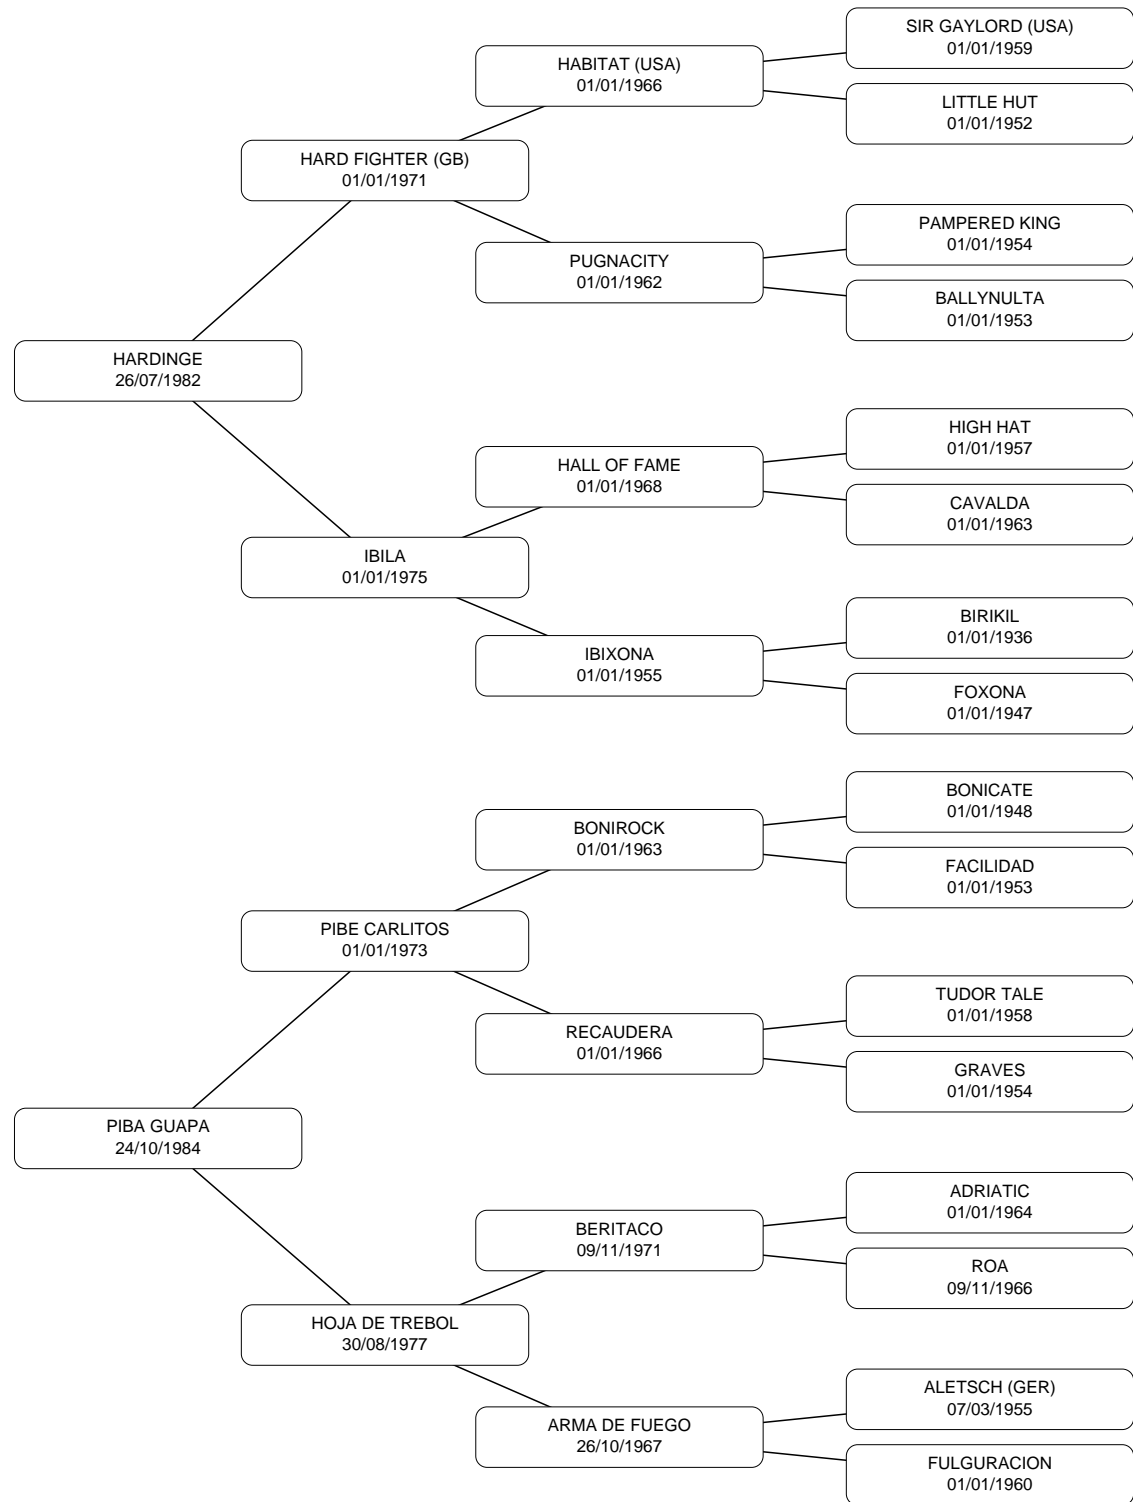 SIR GAYLORD (USA)
01/01/1959
HABITAT (USA)
01/01/1966
LITTLE HUT
01/01/1952
HARD FIGHTER (GB)
01/01/1971
PAMPERED KING
01/01/1954
PUGNACITY
01/01/1962
BALLYNULTA
01/01/1953
HARDINGE
26/07/1982
HIGH HAT
01/01/1957
HALL OF FAME
01/01/1968
CAVALDA
01/01/1963
IBILA
01/01/1975
BIRIKIL
01/01/1936
IBIXONA
01/01/1955
FOXONA
01/01/1947
BONICATE
01/01/1948
BONIROCK
01/01/1963
FACILIDAD
01/01/1953
PIBE CARLITOS
01/01/1973
TUDOR TALE
01/01/1958
RECAUDERA
01/01/1966
GRAVES
01/01/1954
PIBA GUAPA
24/10/1984
ADRIATIC
01/01/1964
BERITACO
09/11/1971
ROA
09/11/1966
HOJA DE TREBOL
30/08/1977
ALETSCH (GER)
07/03/1955
ARMA DE FUEGO
26/10/1967
FULGURACION
01/01/1960